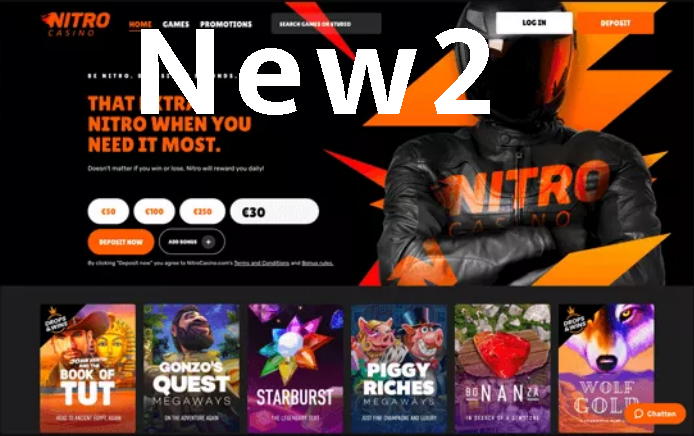 NITRO
CASINO
HOME GAMES PROMOTIONS
SEARCH GAMES OR STUDIO
LOG IN
DEPOSIT
New2
BE NITRO.
THAT EXTRA
NITRO WHEN YOU
NEED IT MOST.
Doesn't matter if you win or lose, Nitro will reward you daily!
€50 €100 €250 €30
DEPOSIT NOW
ADD BONUS +
By clicking "Deposit now" you agree to NitroCasino.com's Terms and Conditions and Bonus rules.
NITRO
CASINO
DROPS
& WINS
JOHN HUNTER
AND THE
BOOK OF
TUT
HEAD TO ANCIENT EGYPT AGAIN
GONZO'S
QUEST
MEGAWAYS
ON THE ADVENTURE AGAIN
STARBURST
THE LEGENDARY SLOT
PIGGY
RICHES
MEGAWAYS
JUST FINE CHAMPAGNE AND LUXURY
BONANZA
IN SEARCH OF A GEMSTONE
DROPS
& WINS
WOLF
GOLD
Chatten